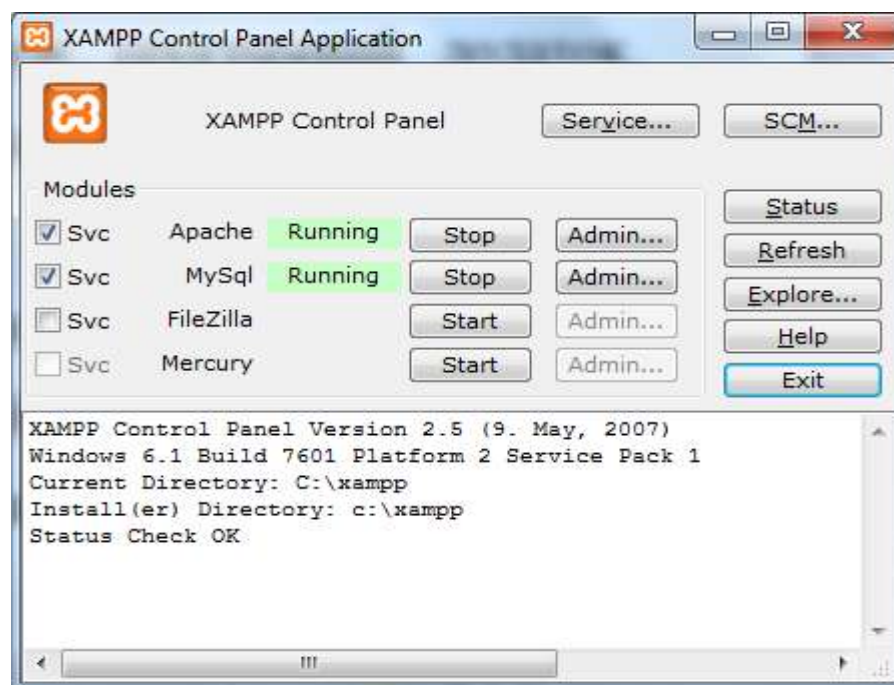 XAMPP Control Panel Application
XAMPP Control Panel Service... SCM...
Modules
Svc Apache Running Stop Admin...
Svc MySql Running Stop Admin...
Svc FileZilla Start Admin...
Svc Mercury Start Admin...
Status
Refresh
Explore...
Help
Exit
XAMPP Control Panel Version 2.5 (9. May, 2007)
Windows 6.1 Build 7601 Platform 2 Service Pack 1
Current Directory: C:\xampp
Install(er) Directory: c:\xampp
Status Check OK